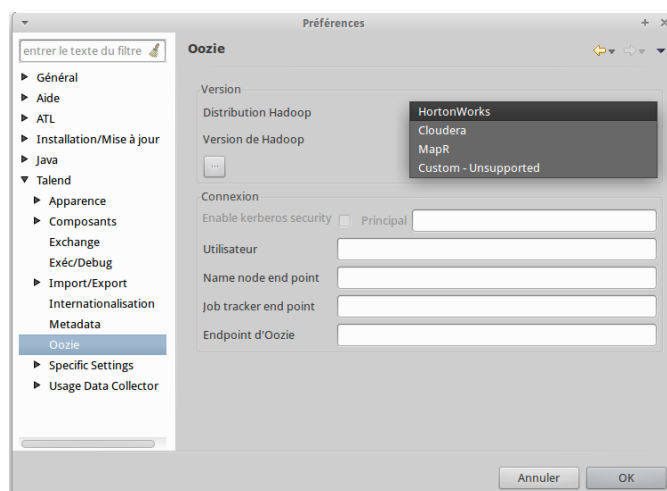 Préférences
entrer le texte du filtre
Général
Aide
ATL
Installation/Mise à jour
Java
Talend
Apparence
Composants
Exchange
Exéc/Debug
Import/Export
Internationalisation
Metadata
Oozie
Specific Settings
Usage Data Collector
Oozie
Version
Distribution Hadoop
HortonWorks
Cloudera
MapR
Custom - Unsupported
Version de Hadoop
...
Connexion
Enable kerberos security Principal
Utilisateur
Name node end point
Job tracker end point
Endpoint d'Oozie
Annuler OK